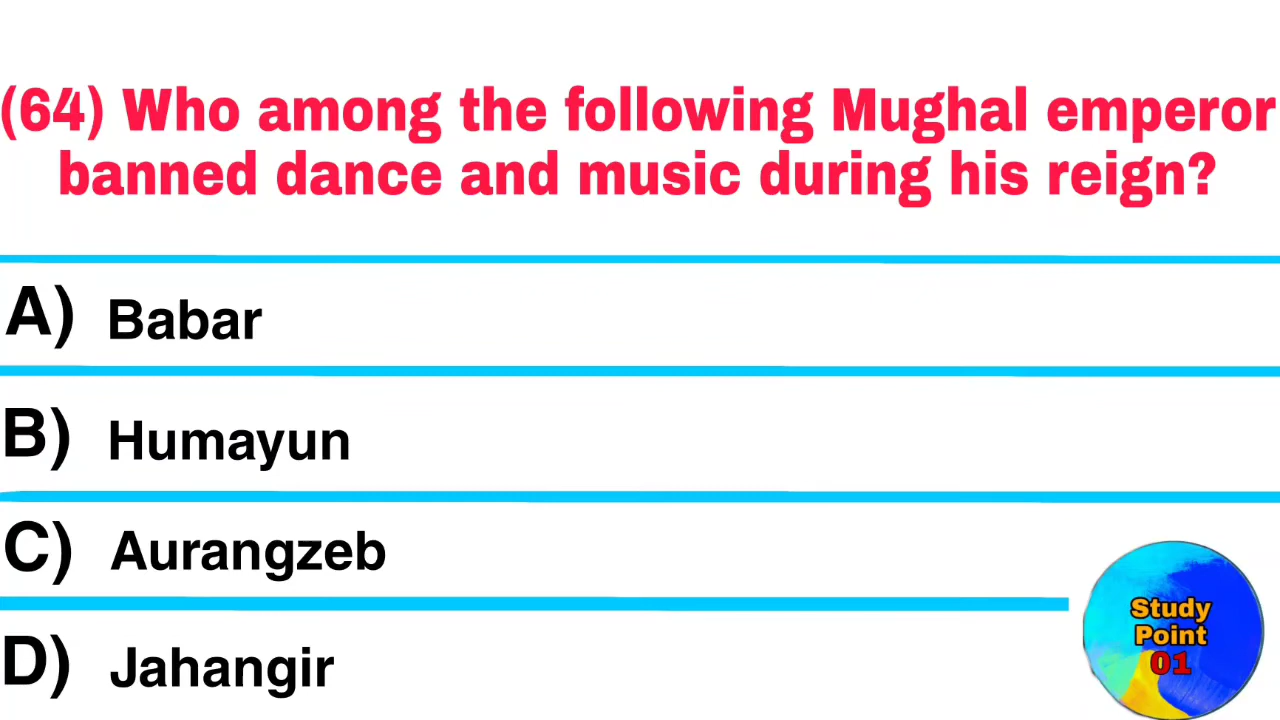 (64) Who among the following Mughal emperor
banned dance and music during his reign?
A) Babar
B) Humayun
C) Aurangzeb
D) Jahangir
Study
Point
01